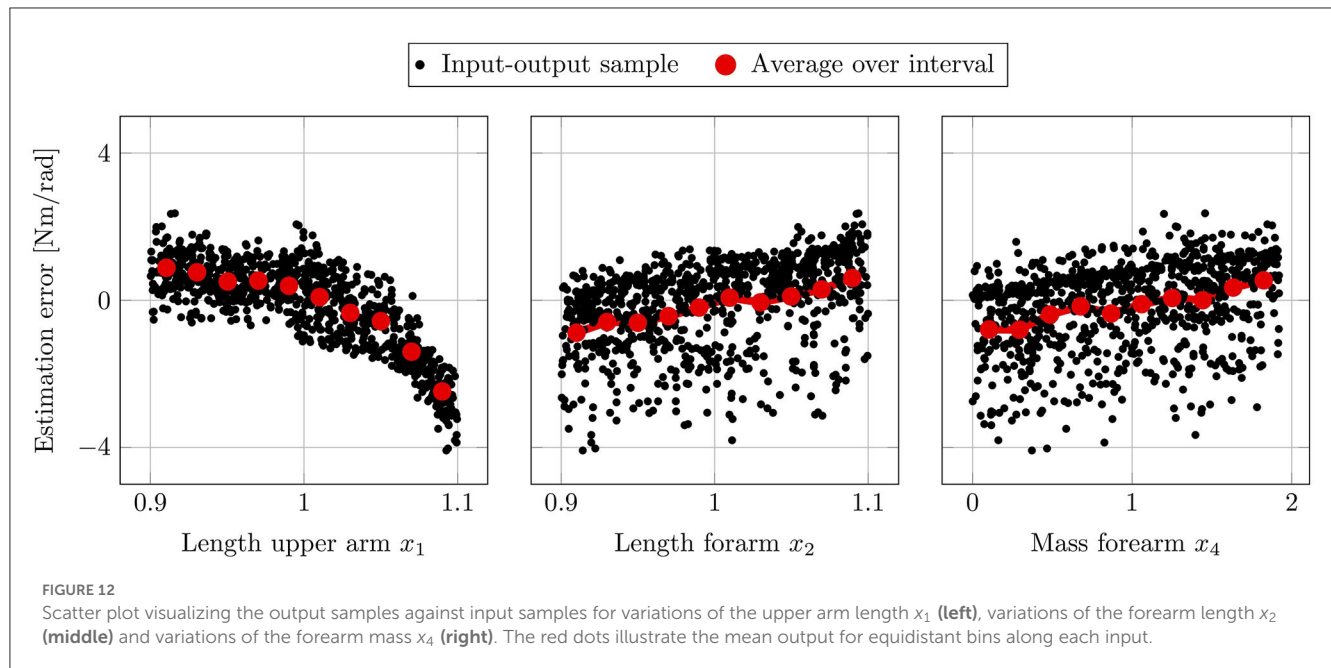 Input-output sample Average over interval
Estimation error [Nm/rad]
4
0
−4
0.9 1 1.1
Length upper arm x₁
0.9 1 1.1
Length forarm x₂
0 1 2
Mass forearm x₄
FIGURE 12
Scatter plot visualizing the output samples against input samples for variations of the upper arm length x₁ (left), variations of the forearm length x₂
(middle) and variations of the forearm mass x₄ (right). The red dots illustrate the mean output for equidistant bins along each input.